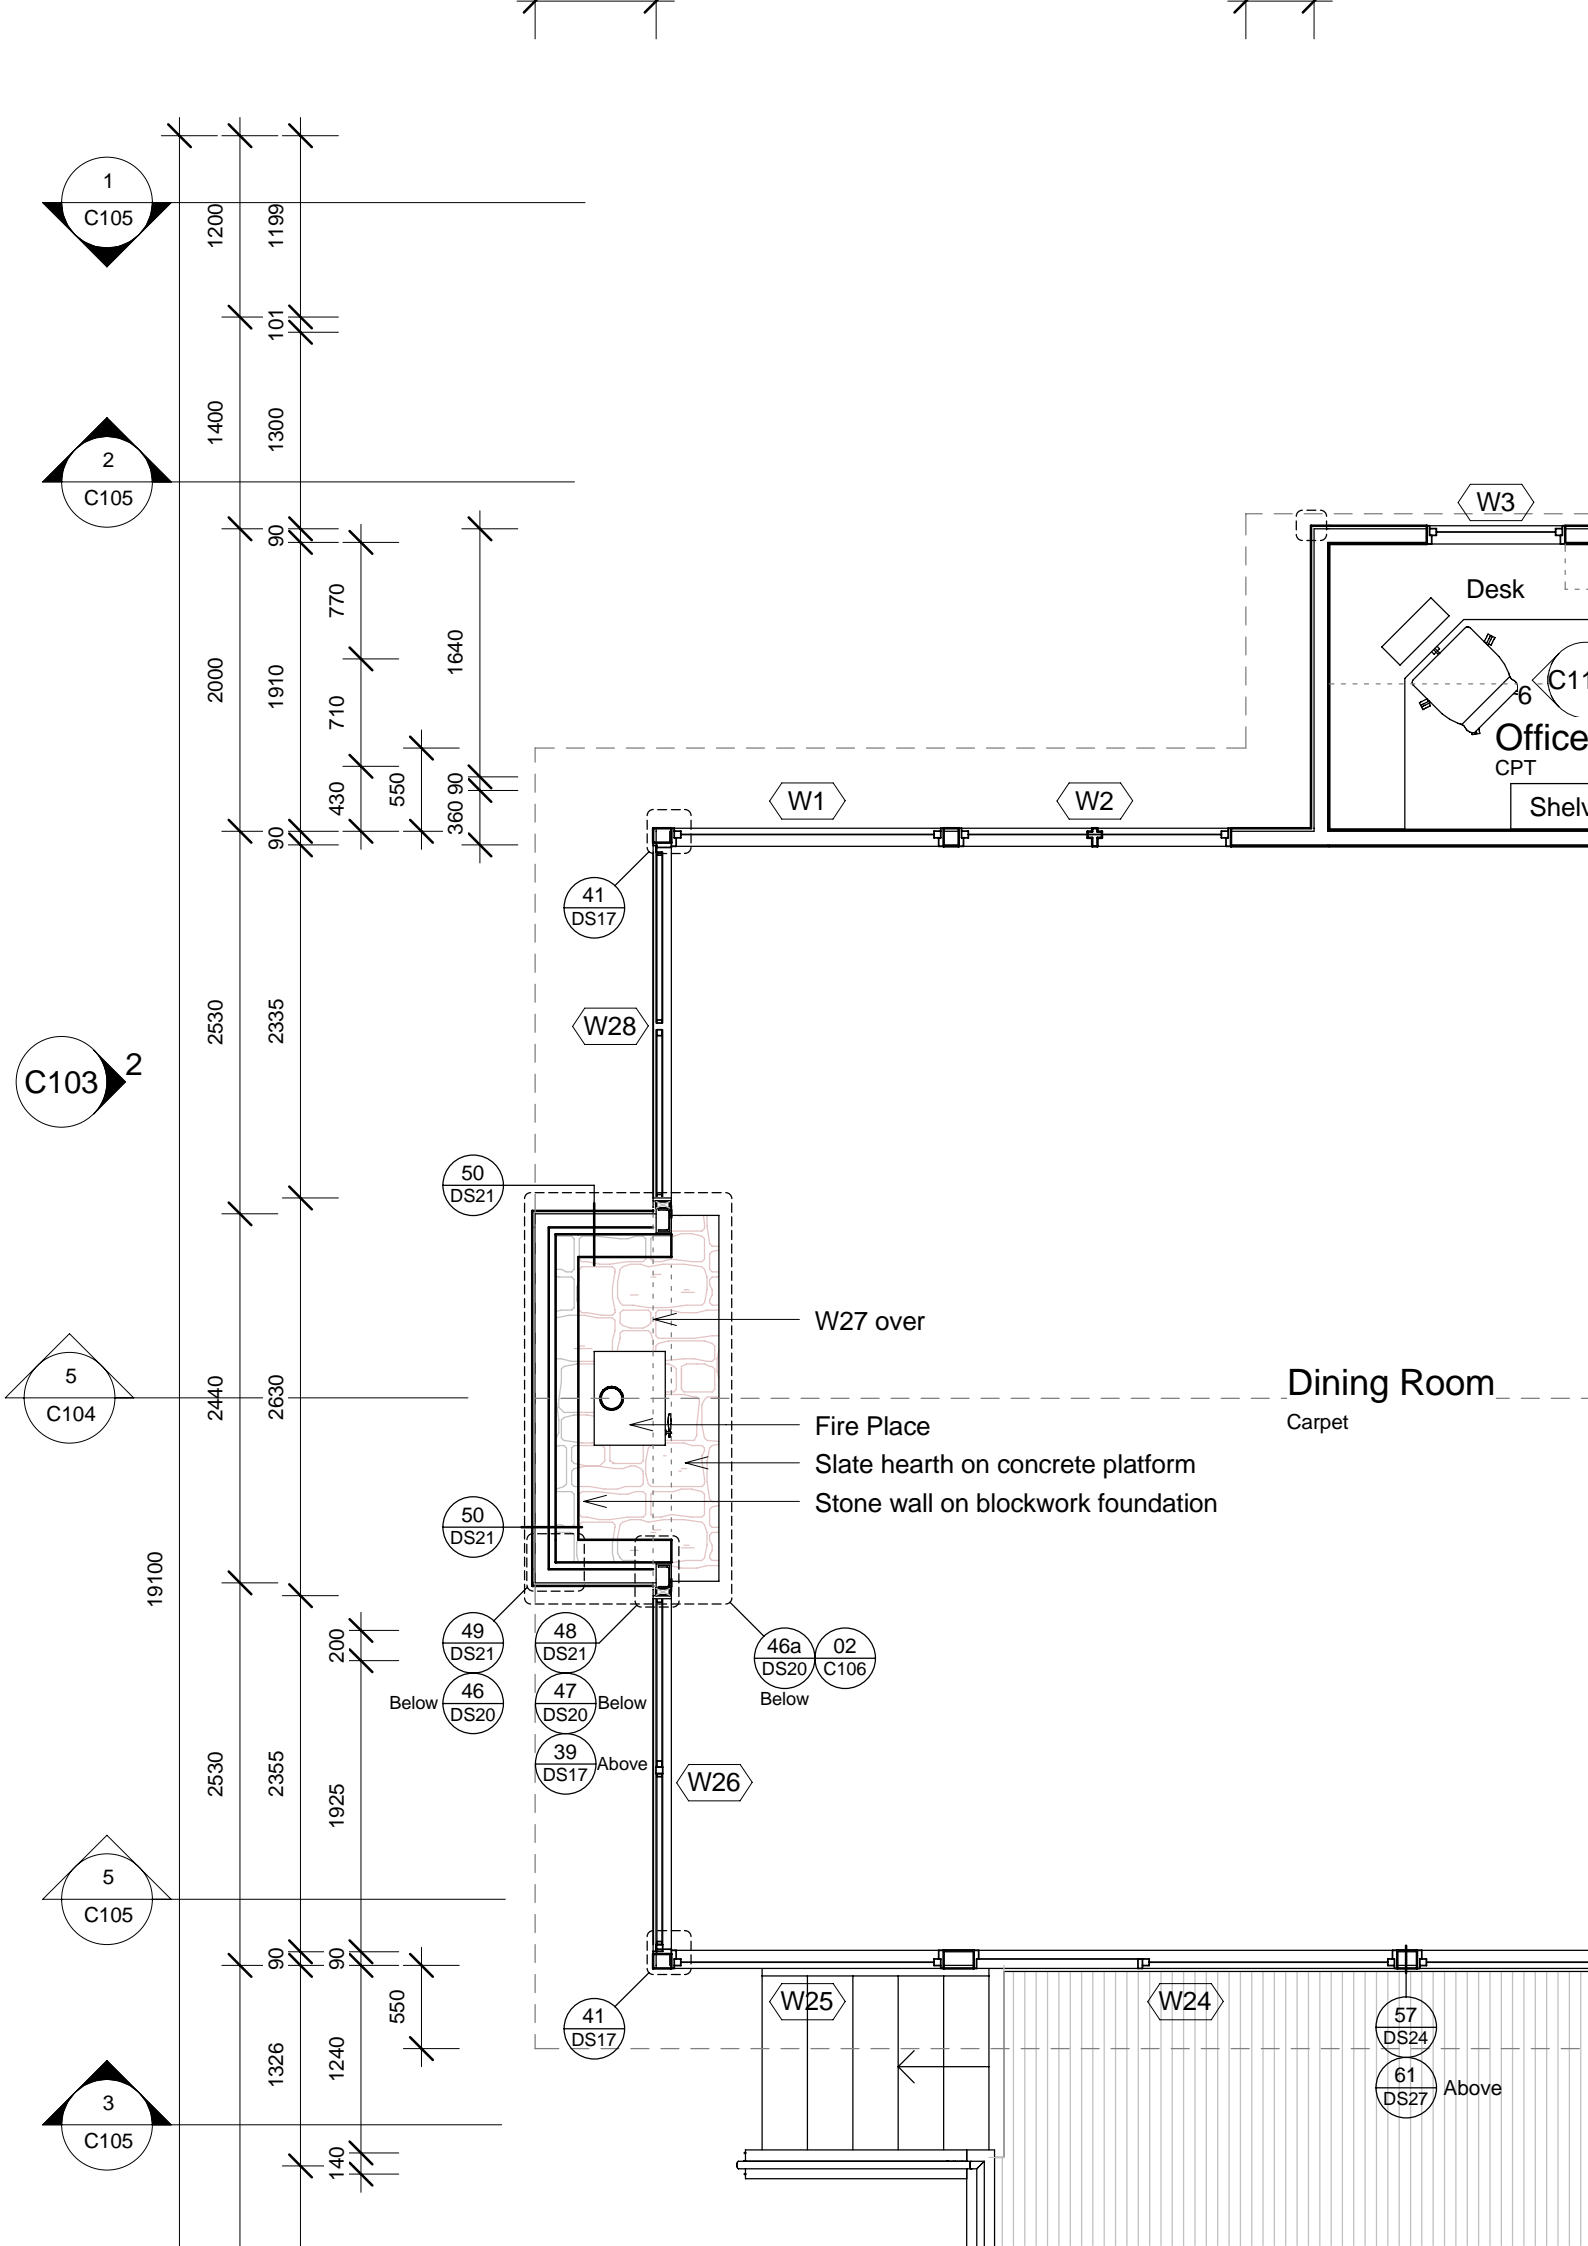 1
C105
1200
1199
101
1400
1300
2
C105
90
W3
770
1640
2000
1910
710
Desk
6
C11
Office
CPT
Shelv
550
430
360
90
90
W1
W2
41
DS17
2530
2335
W28
C103
2
50
DS21
W27 over
5
C104
2440
2630
Dining Room
Carpet
Fire Place
Slate hearth on concrete platform
Stone wall on blockwork foundation
50
DS21
19100
200
49
DS21
48
DS21
46a
DS20
02
C106
Below
Below
46
DS20
47
DS20
Below
39
DS17
Above
2530
2355
1925
W26
5
C105
90
90
550
W25
W24
41
DS17
57
DS24
1326
1240
61
DS27
Above
3
C105
140